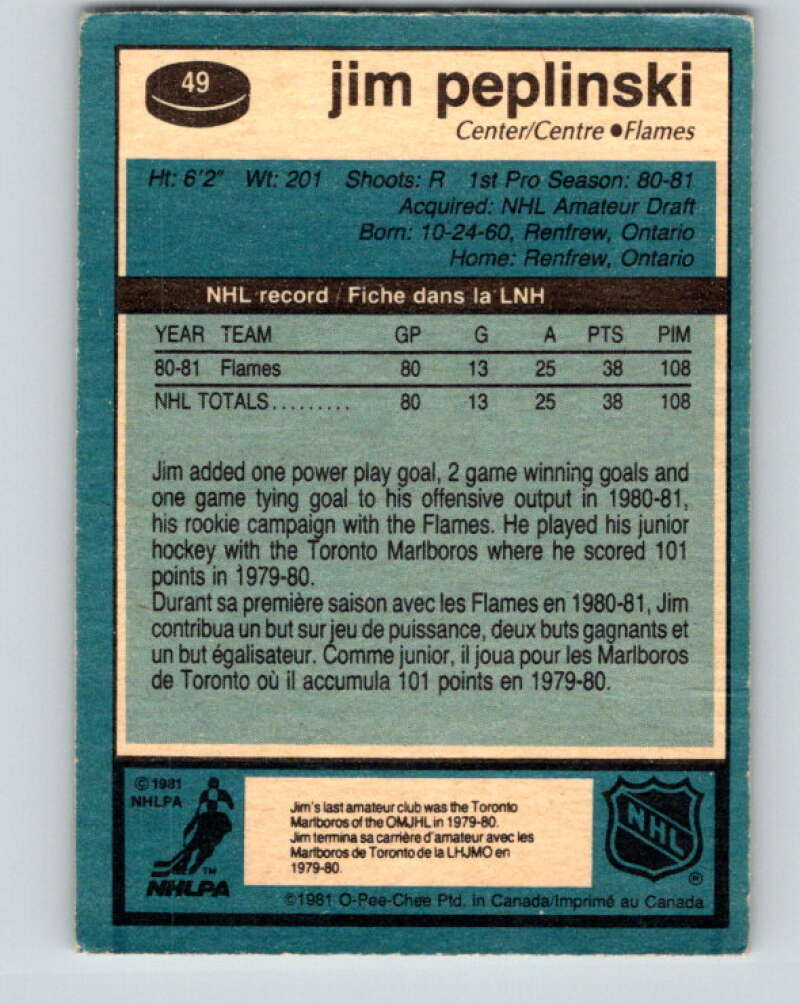 49
jim peplinski
Center/Centre ●Flames
Ht: 6'2" Wt: 201 Shoots: R 1st Pro Season: 80-81
Acquired: NHL Amateur Draft
Born: 10-24-60, Renfrew, Ontario
Home: Renfrew, Ontario
NHL record / Fiche dans la LNH
YEAR TEAM GP G A PTS PIM
80-81 Flames 80 13 25 38 108
NHL TOTALS......... 80 13 25 38 108
Jim added one power play goal, 2 game winning goals and
one game tying goal to his offensive output in 1980-81,
his rookie campaign with the Flames. He played his junior
hockey with the Toronto Marlboros where he scored 101
points in 1979-80.
Durant sa première saison avec les Flames en 1980-81, Jim
contribua un but sur jeu de puissance, deux buts gagnants et
un but égalisateur. Comme junior, il joua pour les Marlboros
de Toronto où il accumula 101 points en 1979-80.
©1981
NHLPA
TM
NHLPA
Jim's last amateur club was the Toronto
Marlboros of the OMJHL in 1979-80.
Jim termina sa carrière d'amateur avec les
Marlboros de Toronto de la LHJMO en
1979-80.
NHL
®
©1981 O-Pee-Chee Ptd. in Canada/Imprimé au Canada